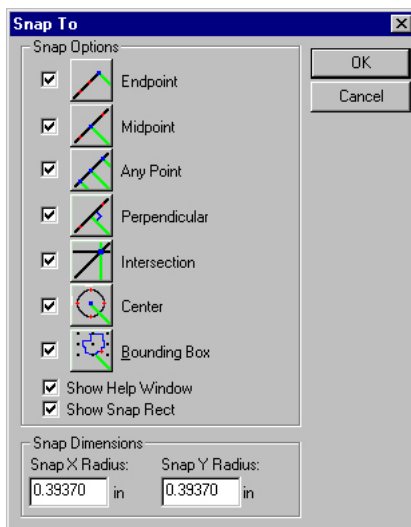 Snap To
Snap Options
OK
Cancel
Endpoint
Midpoint
Any Point
Perpendicular
Intersection
Center
Bounding Box
Show Help Window
Show Snap Rect
Snap Dimensions
Snap X Radius: Snap Y Radius:
0.39370 in 0.39370 in